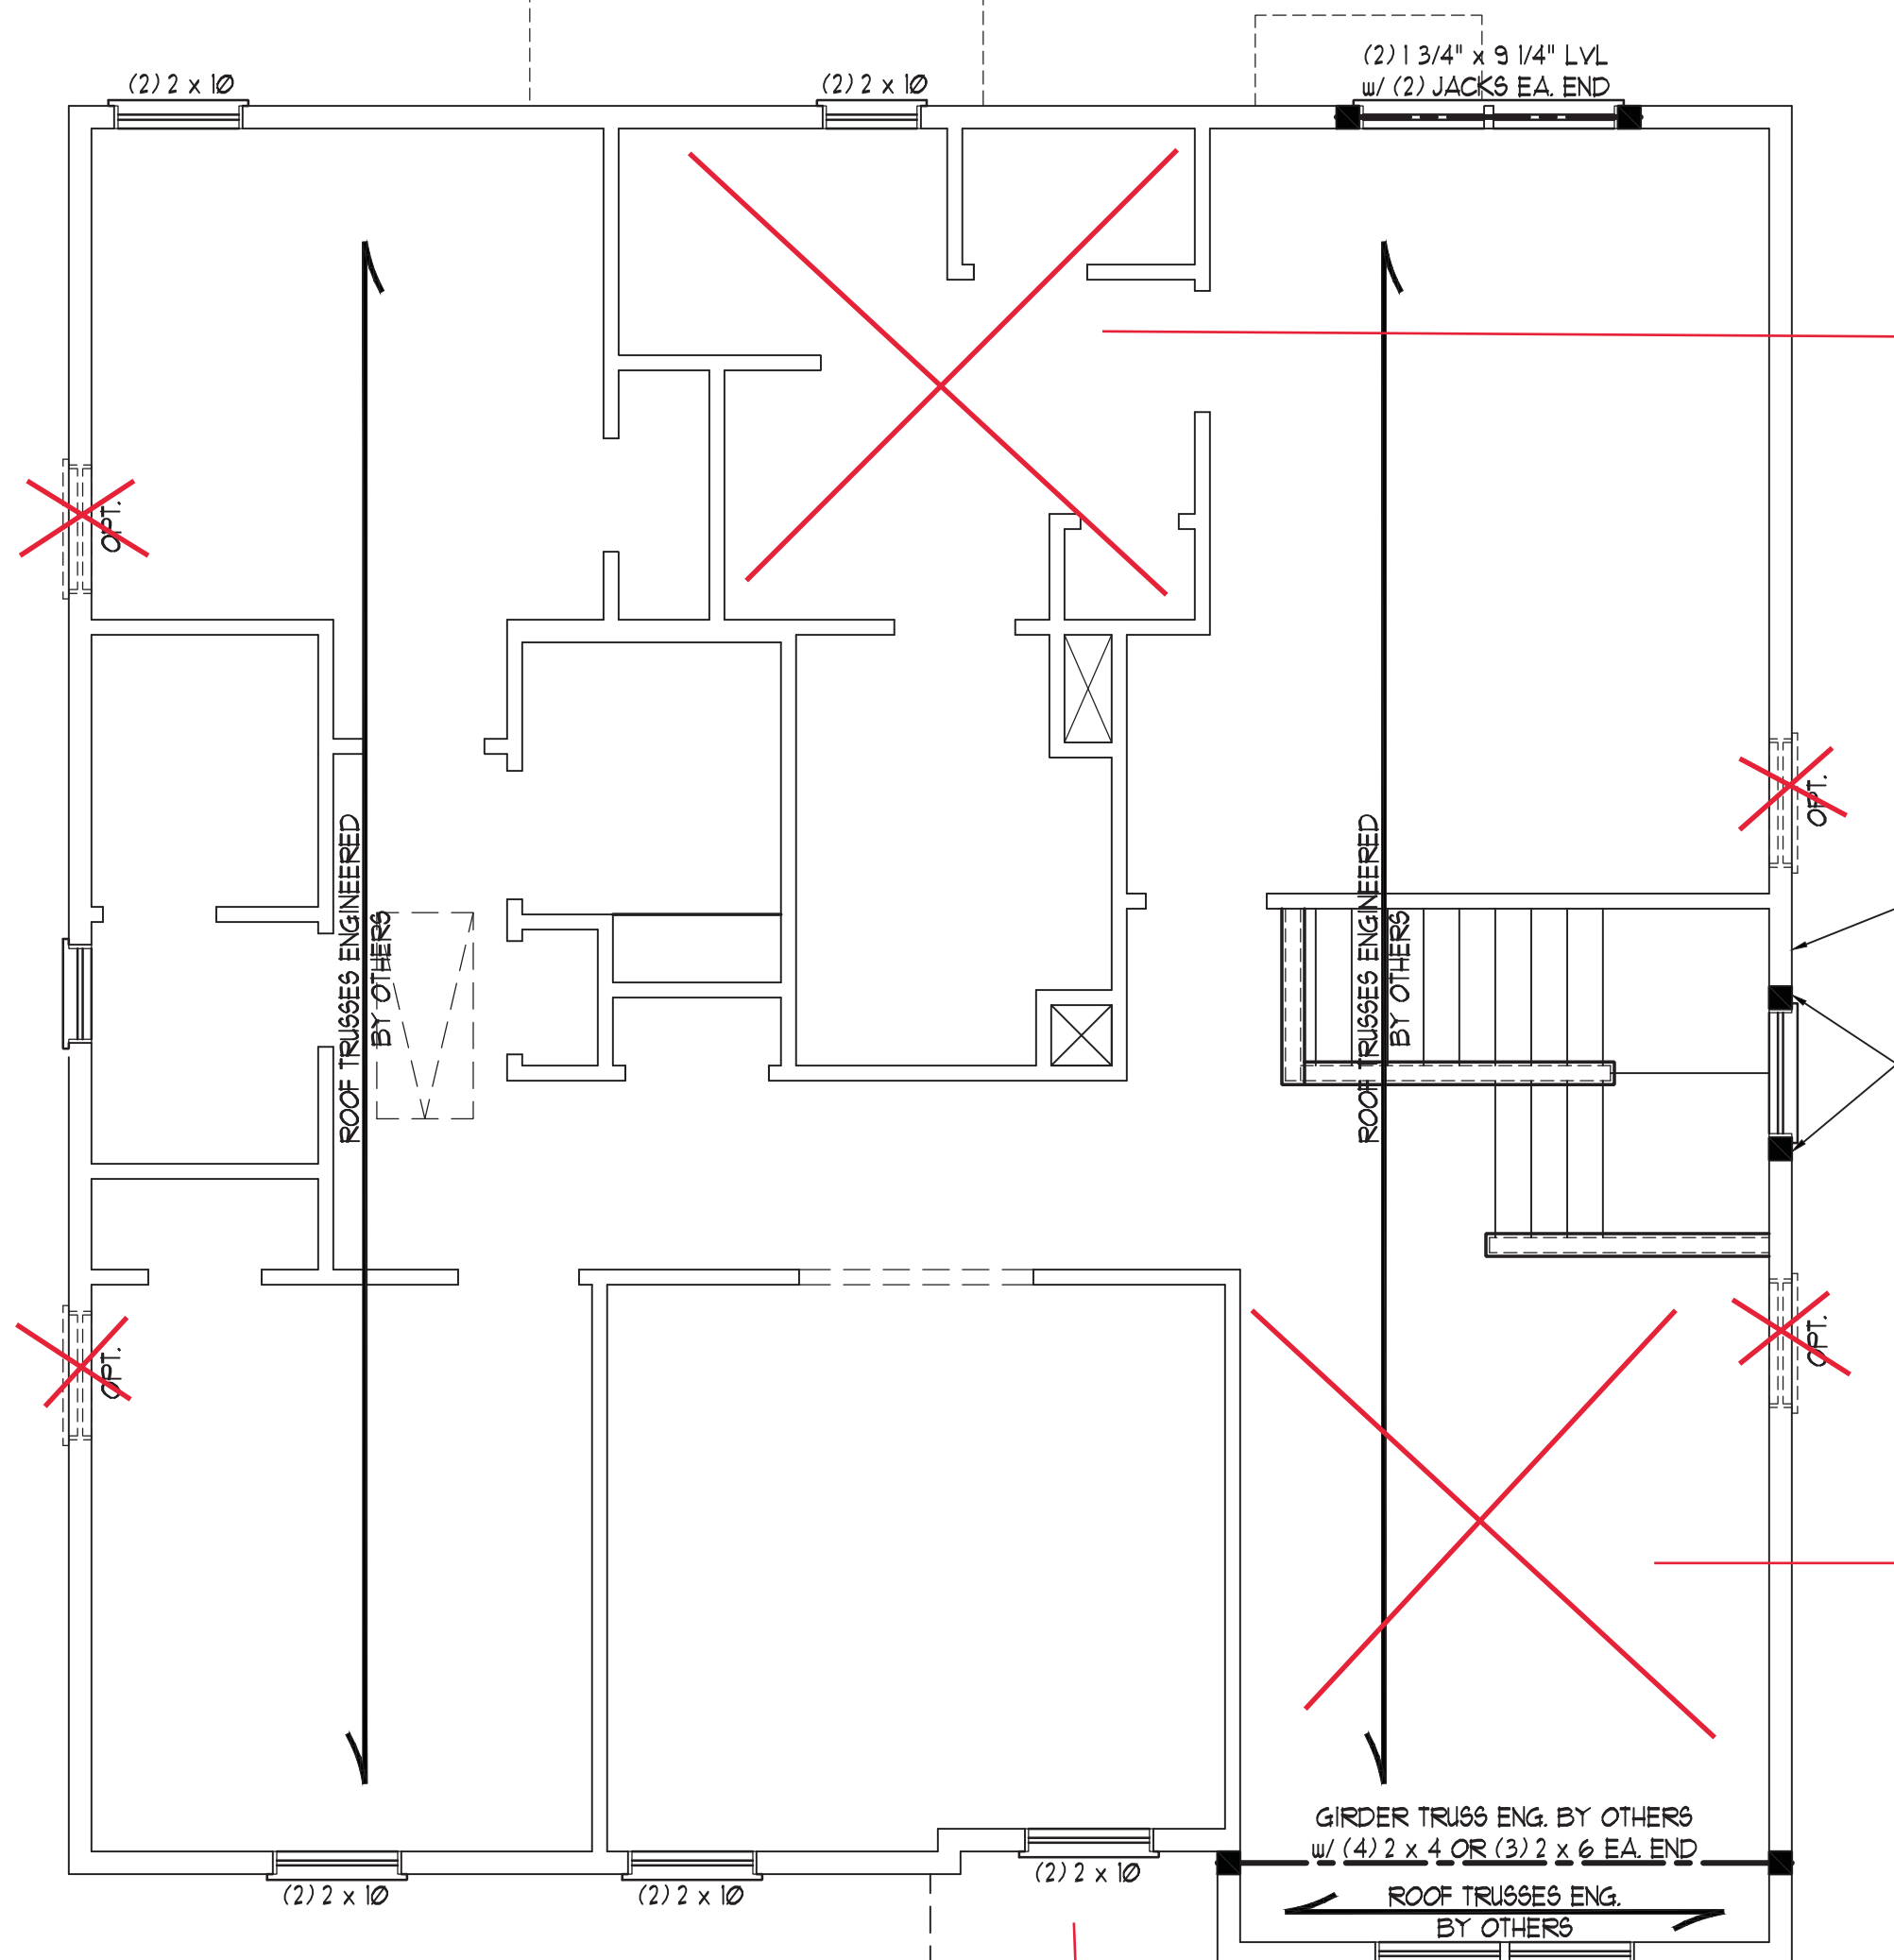 (2) 2 x 10
(2) 2 x 10
(2) 1 3/4" x 9 1/4" LVL
w/ (2) JACKS EA. END
OPT.
OPT.
ROOF TRUSSES ENGINEERED
BY OTHERS
ROOF TRUSSES ENGINEERED
BY OTHERS
OPT.
OPT.
GIRDER TRUSS ENG. BY OTHERS
w/ (4) 2 x 4 OR (3) 2 x 6 EA. END
(2) 2 x 10
(2) 2 x 10
(2) 2 x 10
ROOF TRUSSES ENG.
BY OTHERS